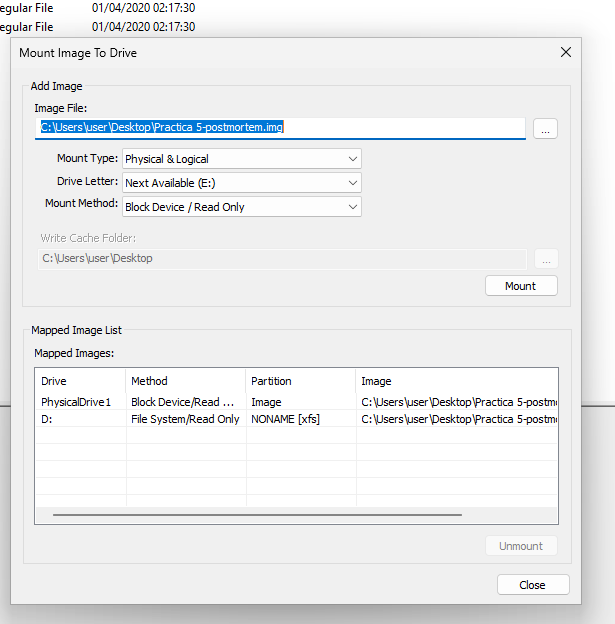 egular File 01/04/2020 02:17:30
egular File 01/04/2020 02:17:30
Mount Image To Drive
Add Image
Image File:
C:\Users\user\Desktop\Practica 5-postmortem.img
...
Mount Type: Physical & Logical
Drive Letter: Next Available (E:)
Mount Method: Block Device / Read Only
Write Cache Folder:
C:\Users\user\Desktop
...
Mount
Mapped Image List
Mapped Images:
Drive Method Partition Image
PhysicalDrive1 Block Device/Read ... Image C:\Users\user\Desktop\Practica 5-postmo
D: File System/Read Only NONAME [xfs] C:\Users\user\Desktop\Practica 5-postmo
Unmount
Close